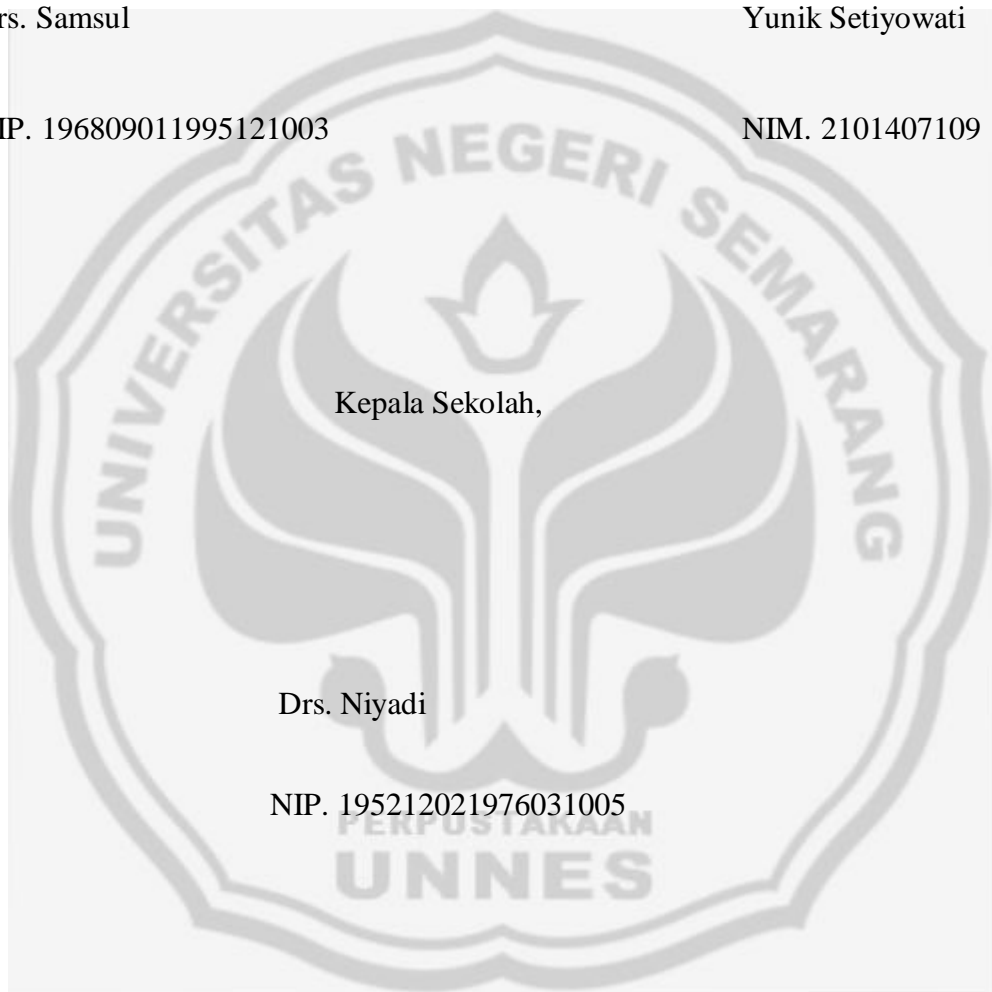 rs. Samsul Yunik Setiyowati
IP. 196809011995121003 NIM. 2101407109
UNIVERSITAS NEGERI SEMARANG
Kepala Sekolah,
Drs. Niyadi
NIP. 195212021976031005
PERPUSTAKAAN
UNNES